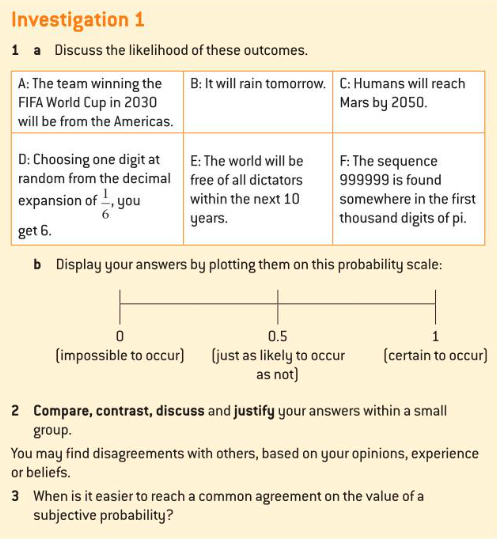 Investigation 1
1 a Discuss the likelihood of these outcomes.
A: The team winning the
FIFA World Cup in 2030
will be from the Americas.
B: It will rain tomorrow.
C: Humans will reach
Mars by 2050.
D: Choosing one digit at
random from the decimal
expansion of 1/6, you
get 6.
E: The world will be
free of all dictators
within the next 10
years.
F: The sequence
999999 is found
somewhere in the first
thousand digits of pi.
b Display your answers by plotting them on this probability scale:
0 0.5 1
(impossible to occur) (just as likely to occur (certain to occur)
as not)
2 Compare, contrast, discuss and justify your answers within a small
group.
You may find disagreements with others, based on your opinions, experience
or beliefs.
3 When is it easier to reach a common agreement on the value of a
subjective probability?